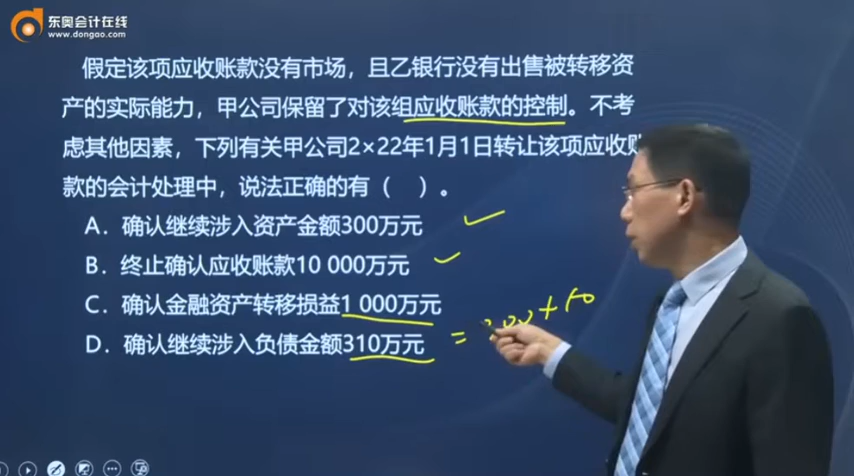 东奥会计在线
www.dongao.com
假定该项应收账款没有市场，且乙银行没有出售被转移资
产的实际能力，甲公司保留了对该组应收账款的控制。不考
虑其他因素，下列有关甲公司2×22年1月1日转让该项应收账
款的会计处理中，说法正确的有（ ）。
A．确认继续涉入资产金额300万元
B．终止确认应收账款10 000万元
C．确认金融资产转移损益1 000万元
D．确认继续涉入负债金额310万元